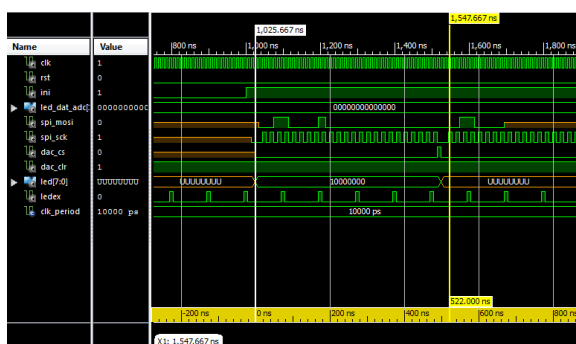 1,547.667 ns
1,025.667 ns
Name Value
800 ns 1,000 ns 1,200 ns 1,400 ns 1,600 ns 1,800 ns
clk 1
rst 0
ini 1
led_dat_adc[ 000000000C 00000000000000
spi_mosi 0
spi_sck 1
dac_cs 0
dac_clr 1
led[7:0] UUUUUUUU UUUUUUUU 10000000 UUUUUUUU
ledex 0
clk_period 10000 ps 10000 ps
522.000 ns
-200 ns 0 ns 200 ns 400 ns 600 ns 800 ns
X1: 1,547.667 ns